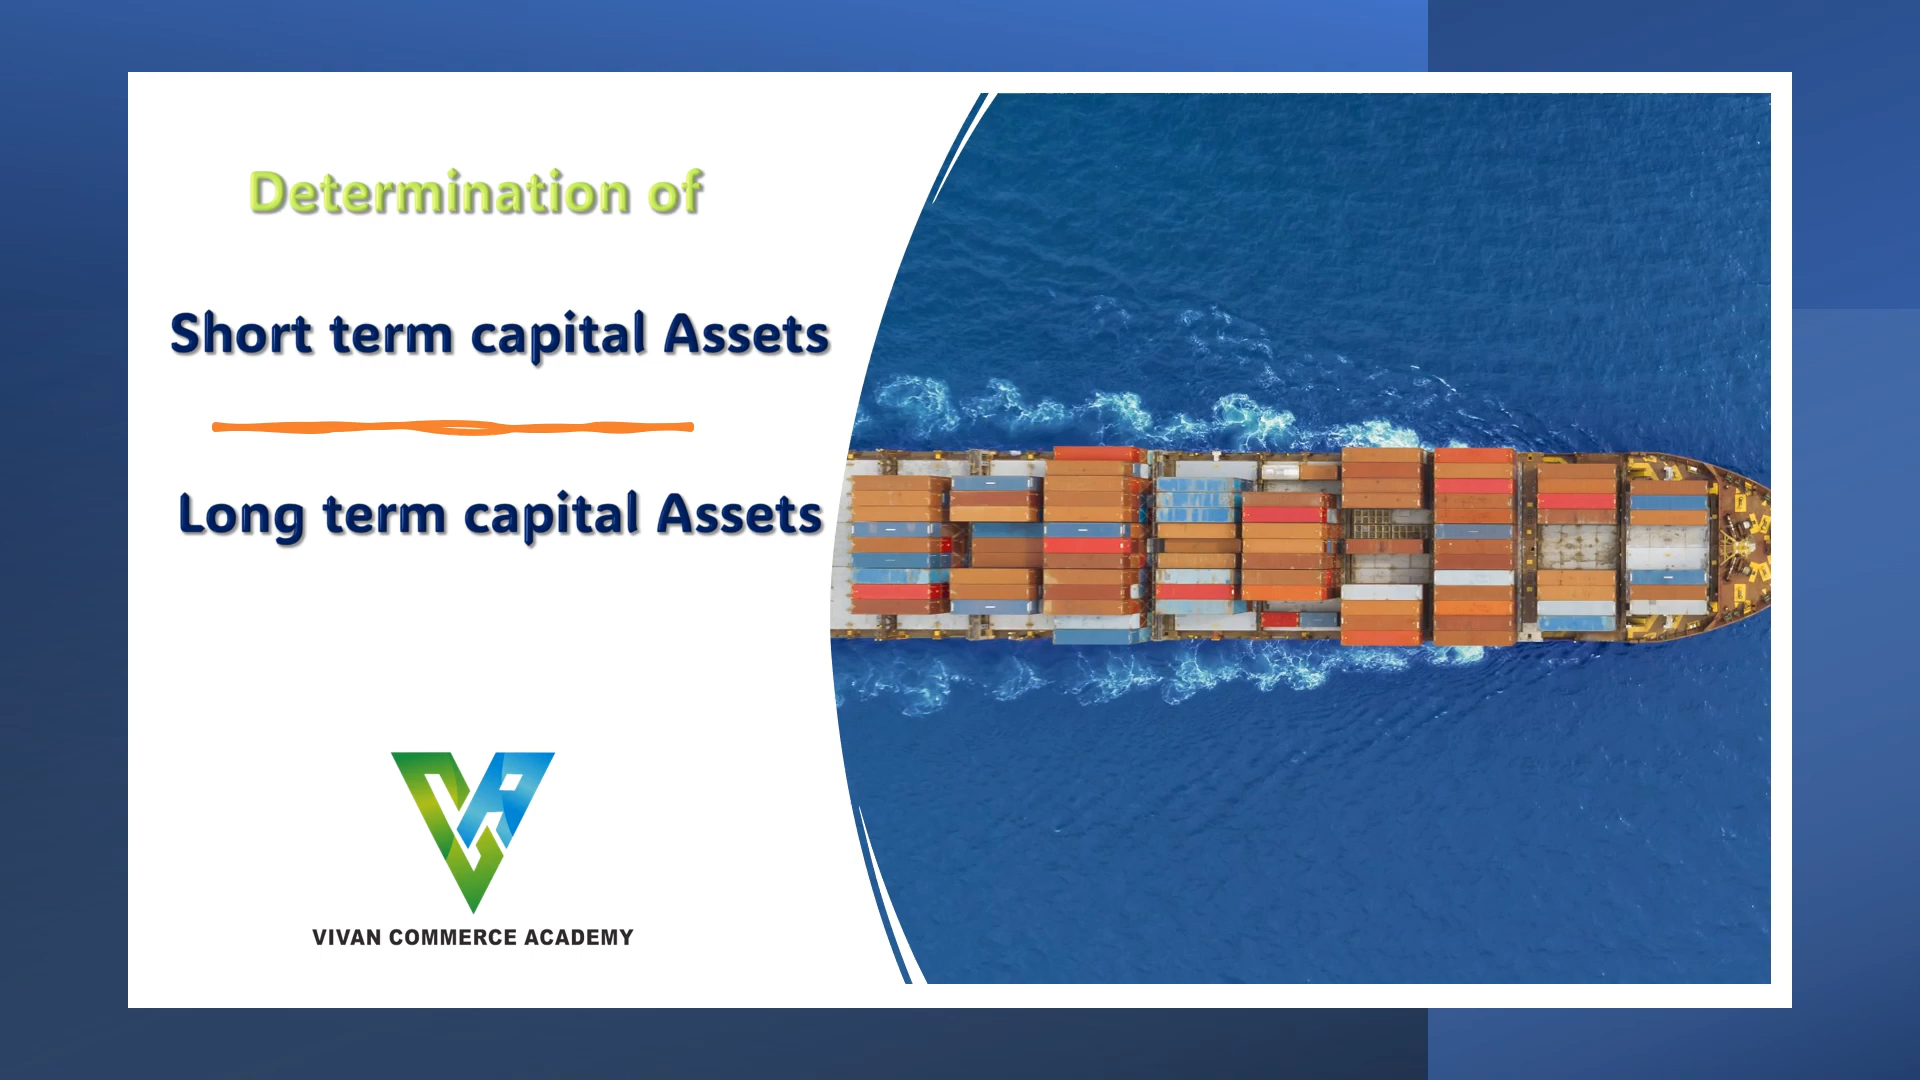 Determination of
Short term capital Assets
Long term capital Assets
VIVAN COMMERCE ACADEMY